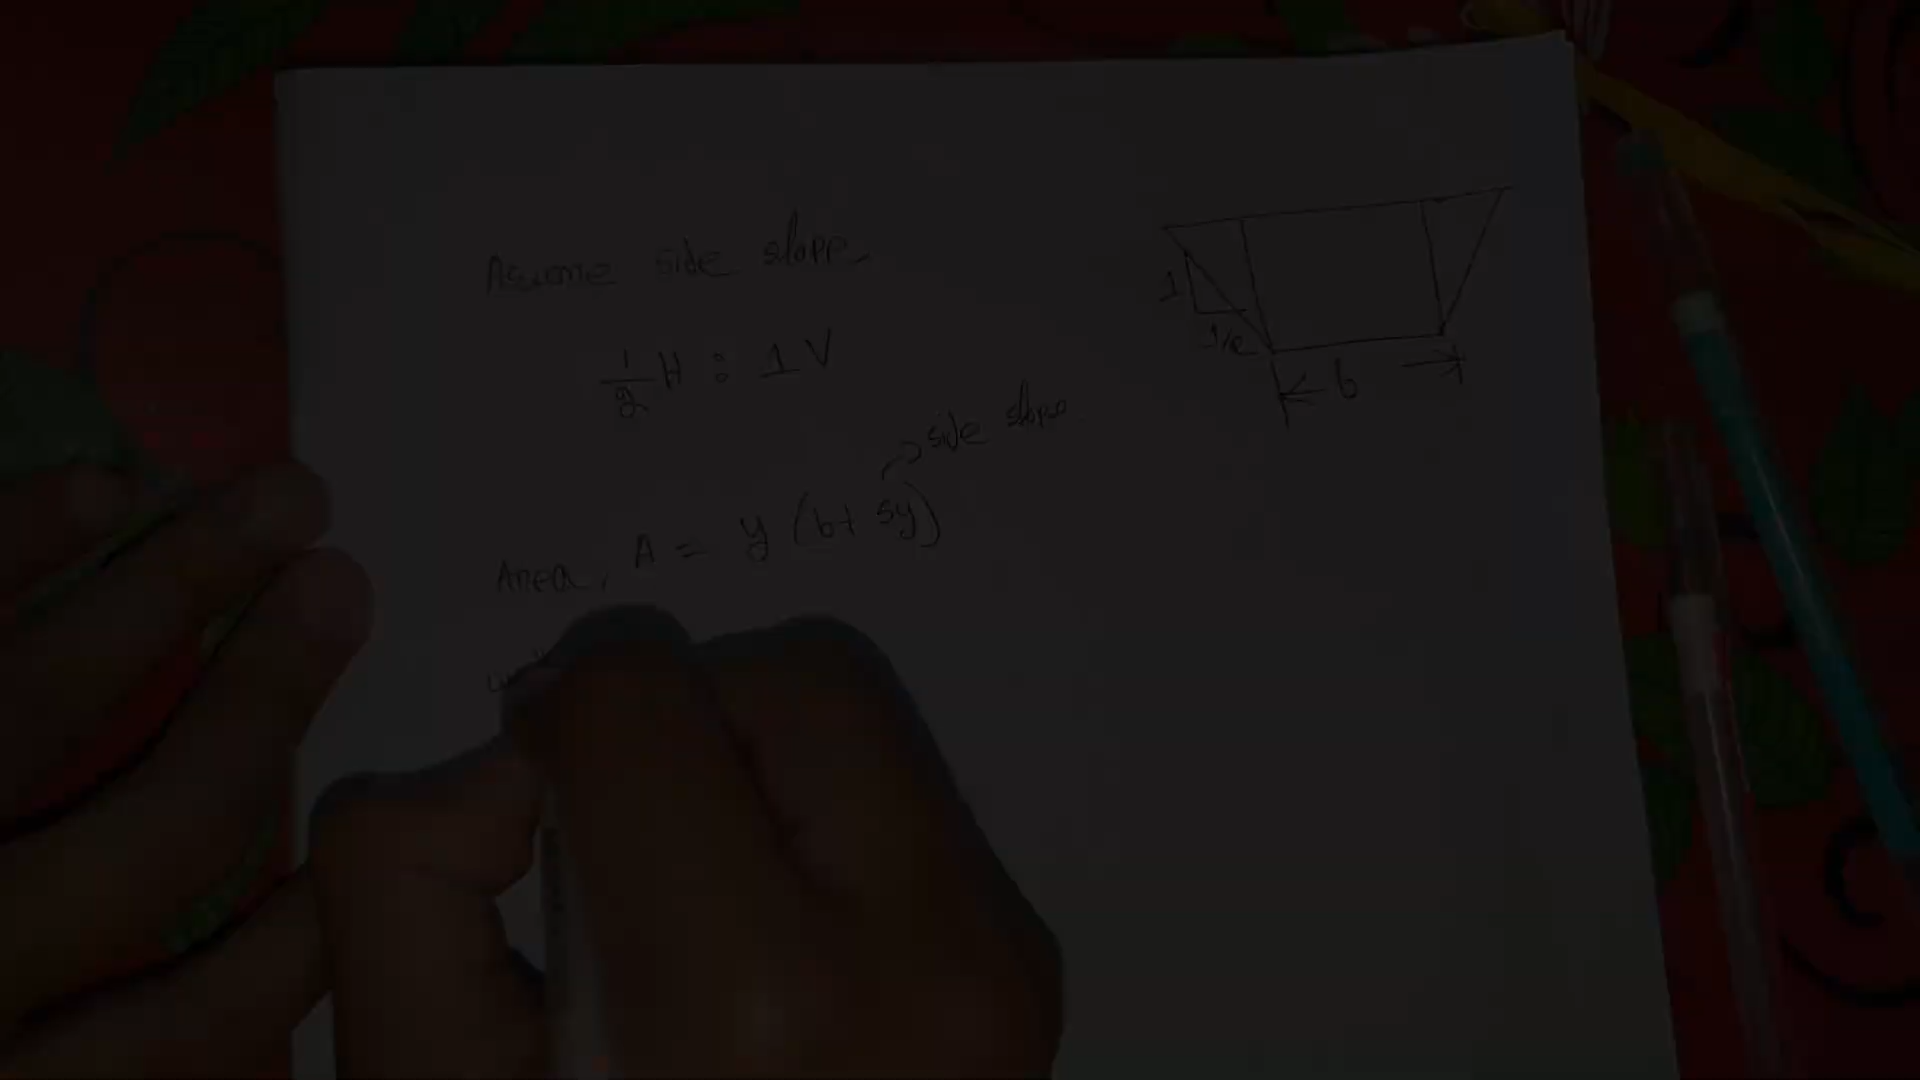 Assume side slope,
1/2 H : 1 V
side slope
Area, A = y (b+ sy)
1
1/2
b